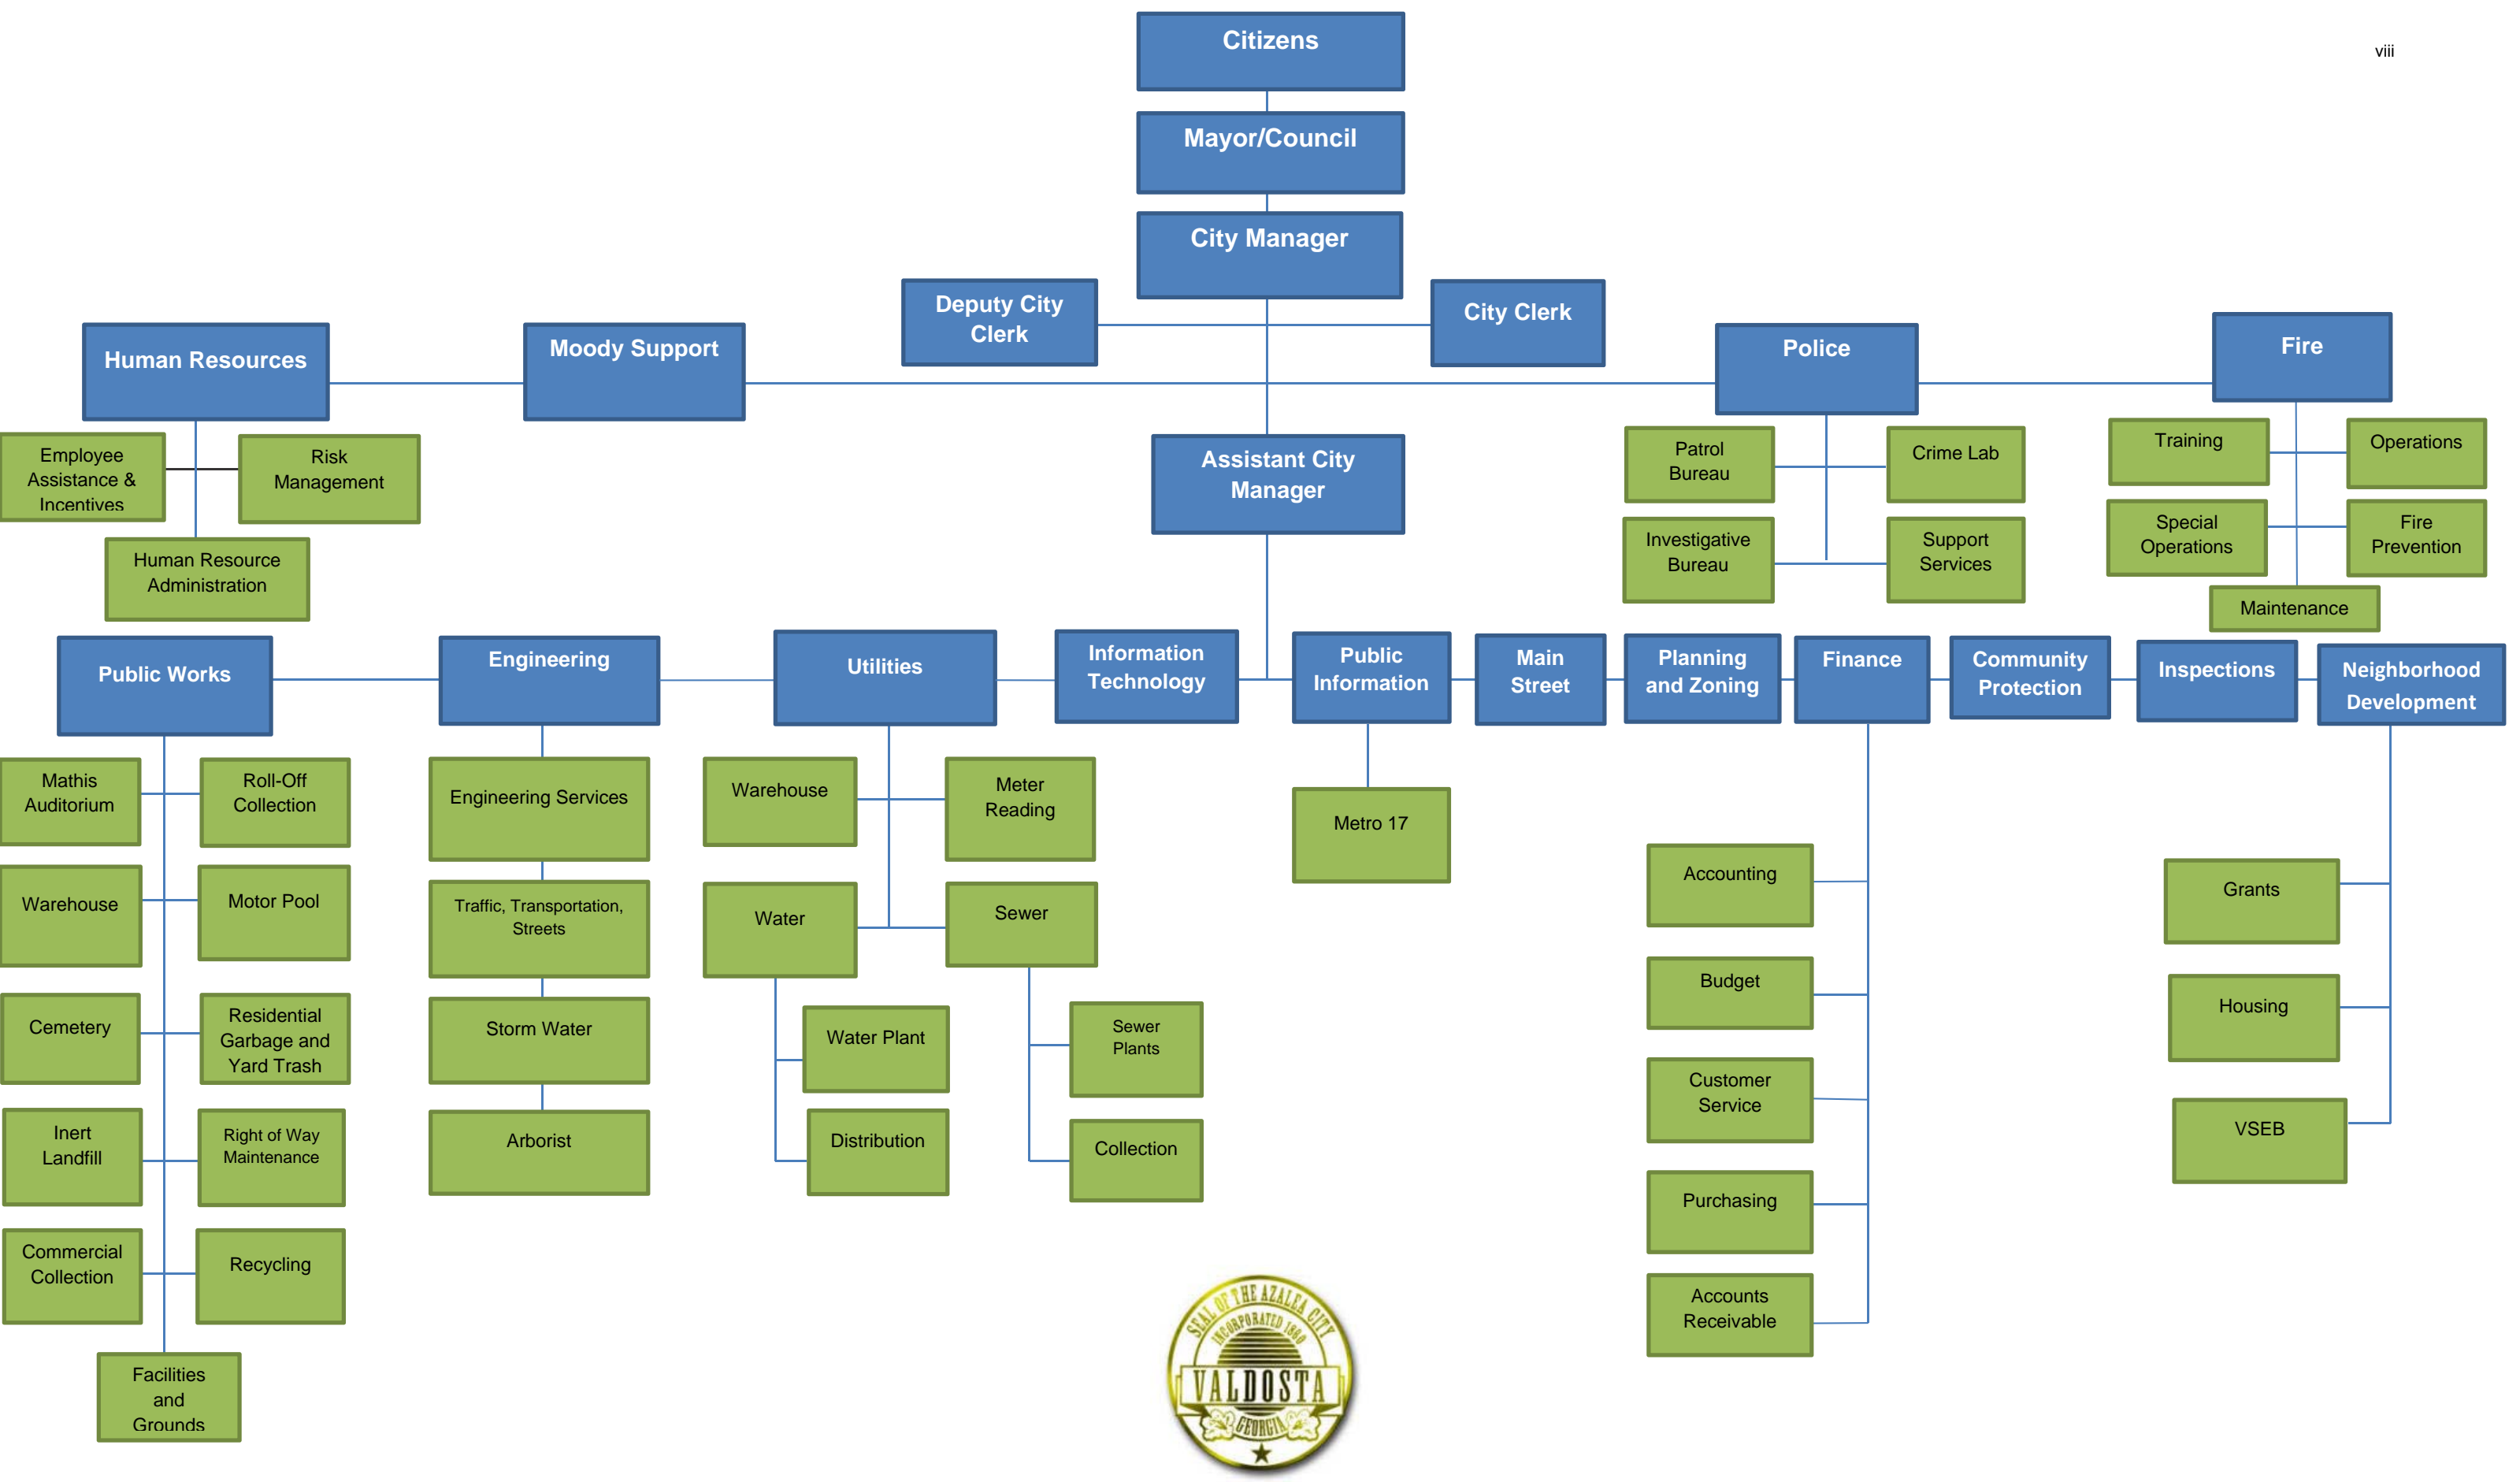 viii
Citizens
Mayor/Council
City Manager
Deputy City
Clerk
City Clerk
Human Resources
Moody Support
Police
Fire
Employee
Assistance &
Incentives
Risk
Management
Human Resource
Administration
Assistant City
Manager
Patrol
Bureau
Crime Lab
Investigative
Bureau
Support
Services
Training
Operations
Special
Operations
Fire
Prevention
Maintenance
Public Works
Engineering
Utilities
Information
Technology
Public
Information
Main
Street
Planning
and Zoning
Finance
Community
Protection
Inspections
Neighborhood
Development
Mathis
Auditorium
Roll-Off
Collection
Warehouse
Motor Pool
Cemetery
Residential
Garbage and
Yard Trash
Inert
Landfill
Right of Way
Maintenance
Commercial
Collection
Recycling
Facilities
and
Grounds
Engineering Services
Traffic, Transportation,
Streets
Storm Water
Arborist
Warehouse
Meter
Reading
Water
Sewer
Water Plant
Distribution
Sewer
Plants
Collection
Metro 17
Accounting
Budget
Customer
Service
Purchasing
Accounts
Receivable
Grants
Housing
VSEB
SEAL OF THE AZALEA CITY
INCORPORATED 1860
VALDOSTA
GEORGIA